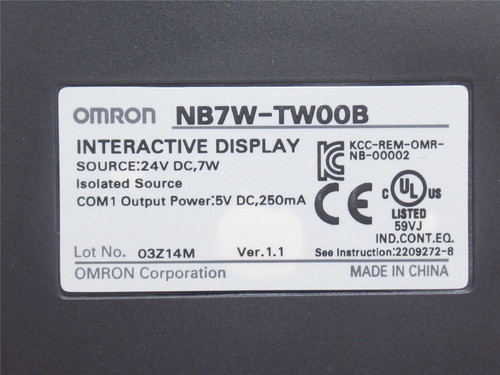 OMRON NB7W-TW00B
INTERACTIVE DISPLAY
SOURCE:24V DC,7W
Isolated Source
COM1 Output Power:5V DC,250mA
KCC-REM-OMR-
NB-00002
CE
C UL US
LISTED
59VJ
IND.CONT.EQ.
Lot No. 03Z14M Ver.1.1 See Instruction:2209272-8
OMRON Corporation MADE IN CHINA